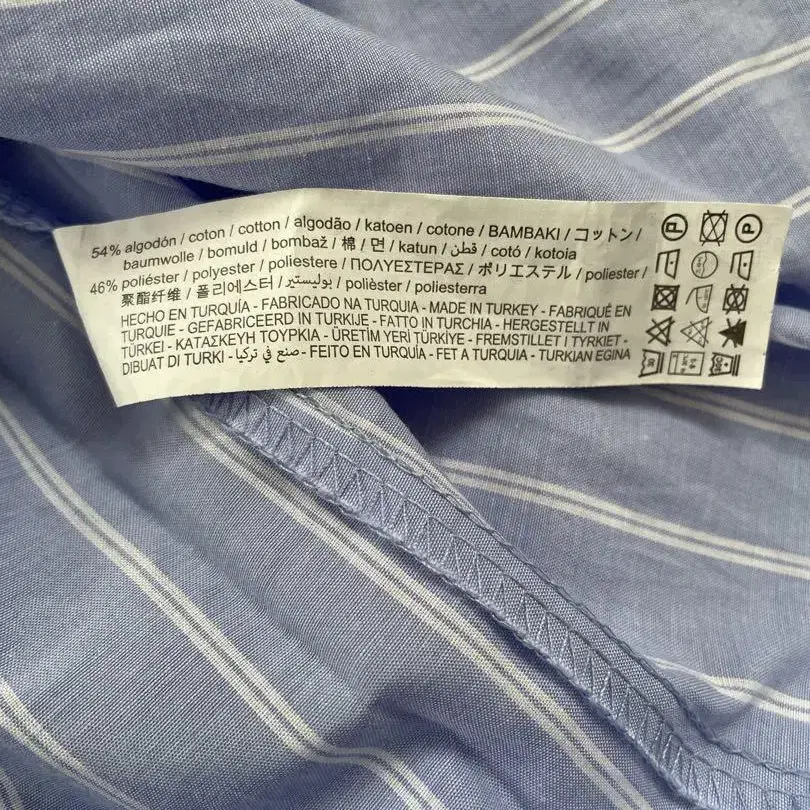 54% algodón / coton / cotton / algodão / katoen / cotone / BAMBAKI / コットン /
baumwolle / bomuld / bombaž / 棉 / 면 / katun / قطن / cotó / kotoia
46% poliéster / polyester / poliestere / ΠΟΛΥΕΣΤΕΡΑΣ / ポリエステル / poliester /
聚酯纤维 / 폴리에스터 / بوليستير / polièster / poliesterra
HECHO EN TURQUÍA - FABRICADO NA TURQUIA - MADE IN TURKEY - FABRIQUÉ EN
TURQUIE - GEFABRICEERD IN TURKIJE - FATTO IN TURCHIA - HERGESTELLT IN
TÜRKEI - ΚΑΤΑΣΚΕΥΗ ΤΟΥΡΚΙΑ - ÜRETİM YERİ TÜRKİYE - FREMSTILLET I TYRKIET -
DIBUAT DI TURKI - صنع في تركيا - FEITO EN TURQUÍA - FET A TURQUIA - TURKIAN EGINA
P P